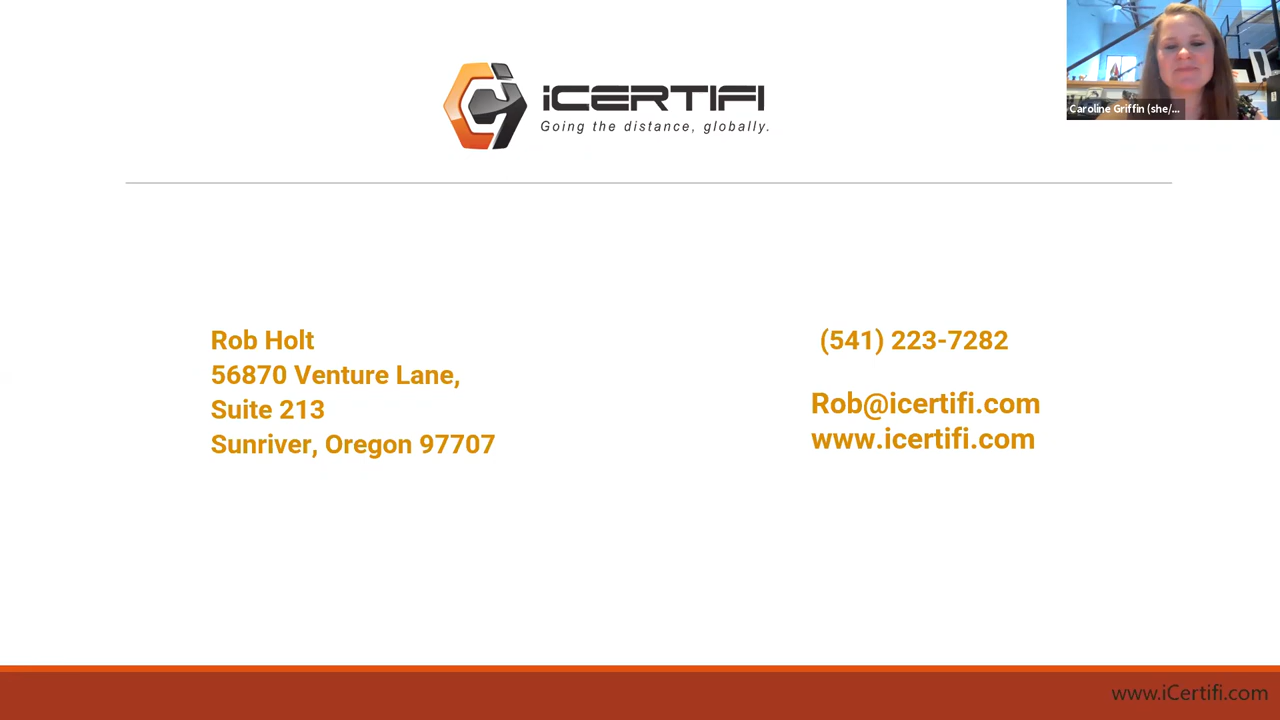 iCERTIFI
Going the distance, globally.
Caroline Griffin (she/...
Rob Holt
56870 Venture Lane,
Suite 213
Sunriver, Oregon 97707
(541) 223-7282
Rob@icertifi.com
www.icertifi.com
www.iCertifi.com